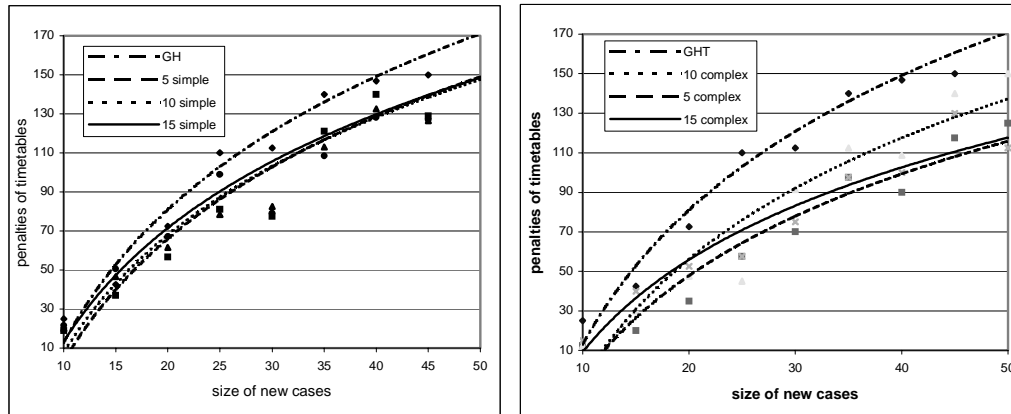 GH
5 simple
10 simple
15 simple
170
150
130
110
90
70
50
30
10
penalties of timetables
10 15 20 25 30 35 40 45 50
size of new cases
GHT
10 complex
5 complex
15 complex
170
150
130
110
90
70
50
30
10
penalties of timetables
10 20 30 40 50
size of new cases